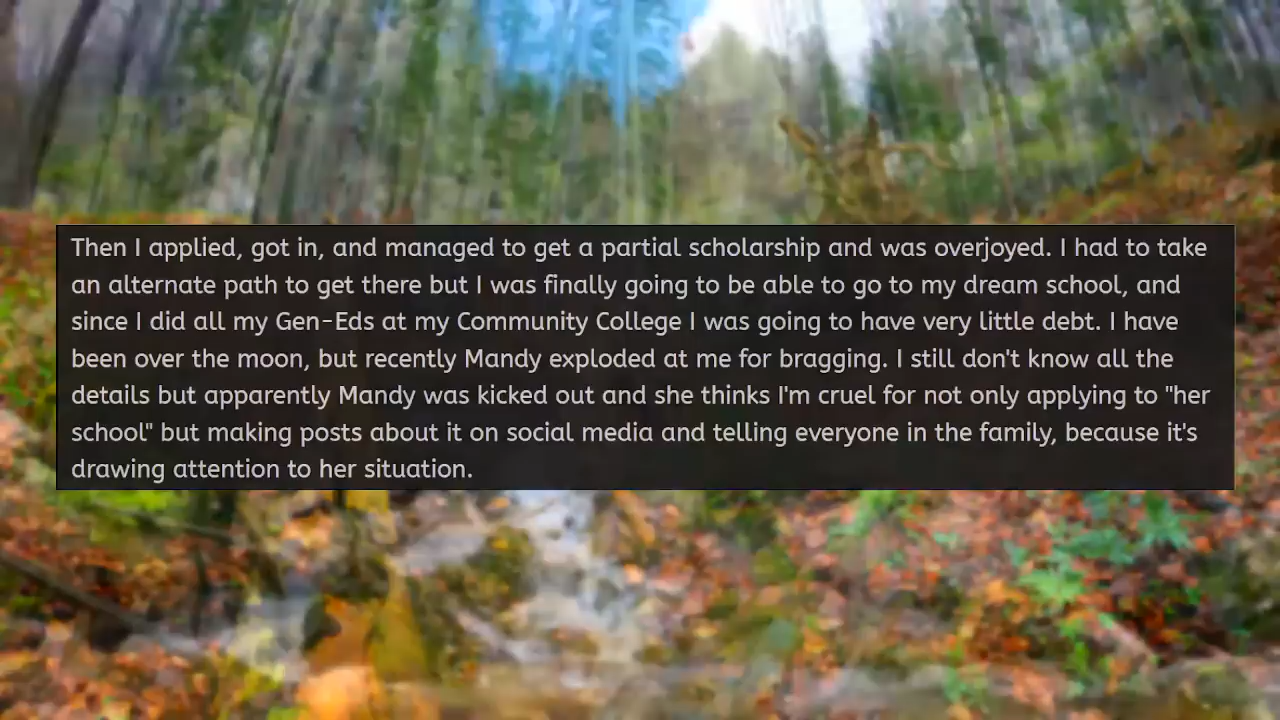 Then I applied, got in, and managed to get a partial scholarship and was overjoyed. I had to take
an alternate path to get there but I was finally going to be able to go to my dream school, and
since I did all my Gen-Eds at my Community College I was going to have very little debt. I have
been over the moon, but recently Mandy exploded at me for bragging. I still don't know all the
details but apparently Mandy was kicked out and she thinks I'm cruel for not only applying to "her
school" but making posts about it on social media and telling everyone in the family, because it's
drawing attention to her situation.